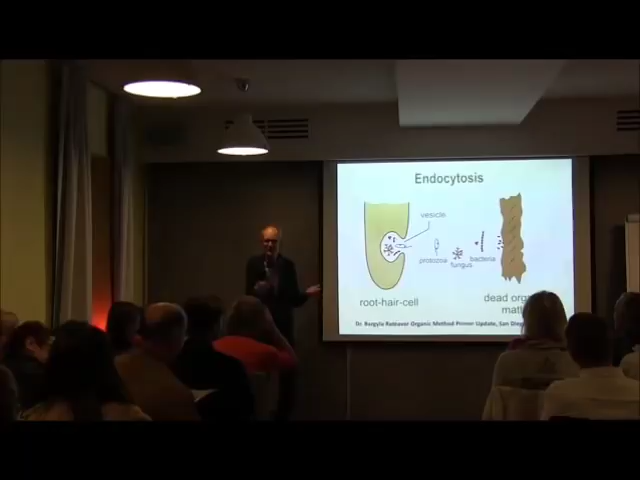 Endocytosis
vesicle
protozoa
fungus
bacteria
root-hair-cell
dead orga
matt
Dr. Bargyla Rateaver Organic Method Primer Update, San Dieg